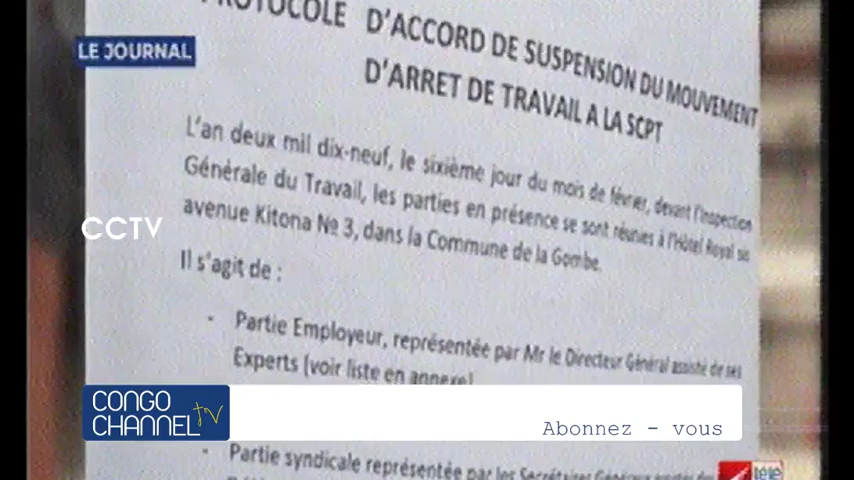 PROTOCOLE D'ACCORD DE SUSPENSION DU MOUVEMENT
D'ARRET DE TRAVAIL A LA SCPT
LE JOURNAL
L'an deux mil dix-neuf, le sixième jour du mois de février, devant l'Inspection
Générale du Travail, les parties en présence se sont réunies à l'Hôtel Royal sis
avenue Kitona № 3, dans la Commune de la Gombe.
CCTV
Il s'agit de :
- Partie Employeur, représentée par Mr le Directeur Général assisté de ses
Experts (voir liste en annexe)
CONGO
CHANNEL tv
Abonnez - vous
- Partie syndicale représentée par les Secrétaires Généraux
télé